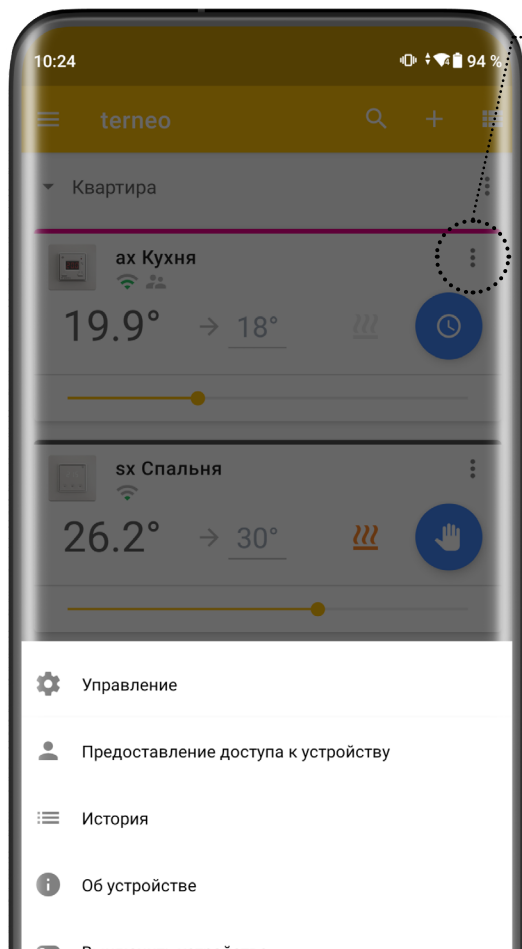 10:24
94 %
terneo
Квартира
ax Кухня
19.9°
18°
sx Спальня
26.2°
30°
Управление
Предоставление доступа к устройству
История
Об устройстве